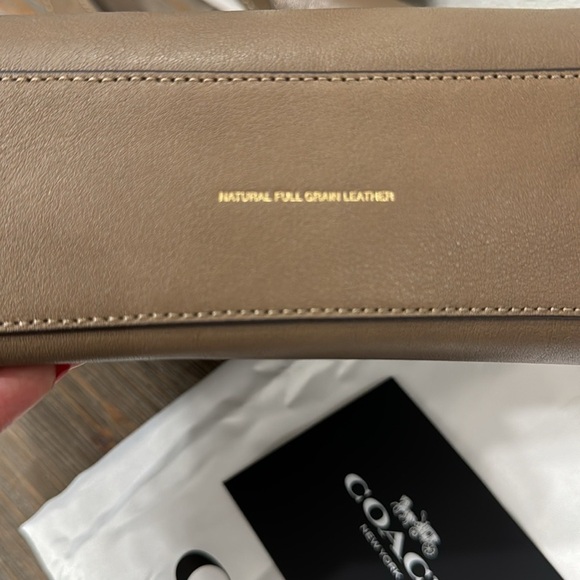 NATURAL FULL GRAIN LEATHER
COACH
NEW YORK